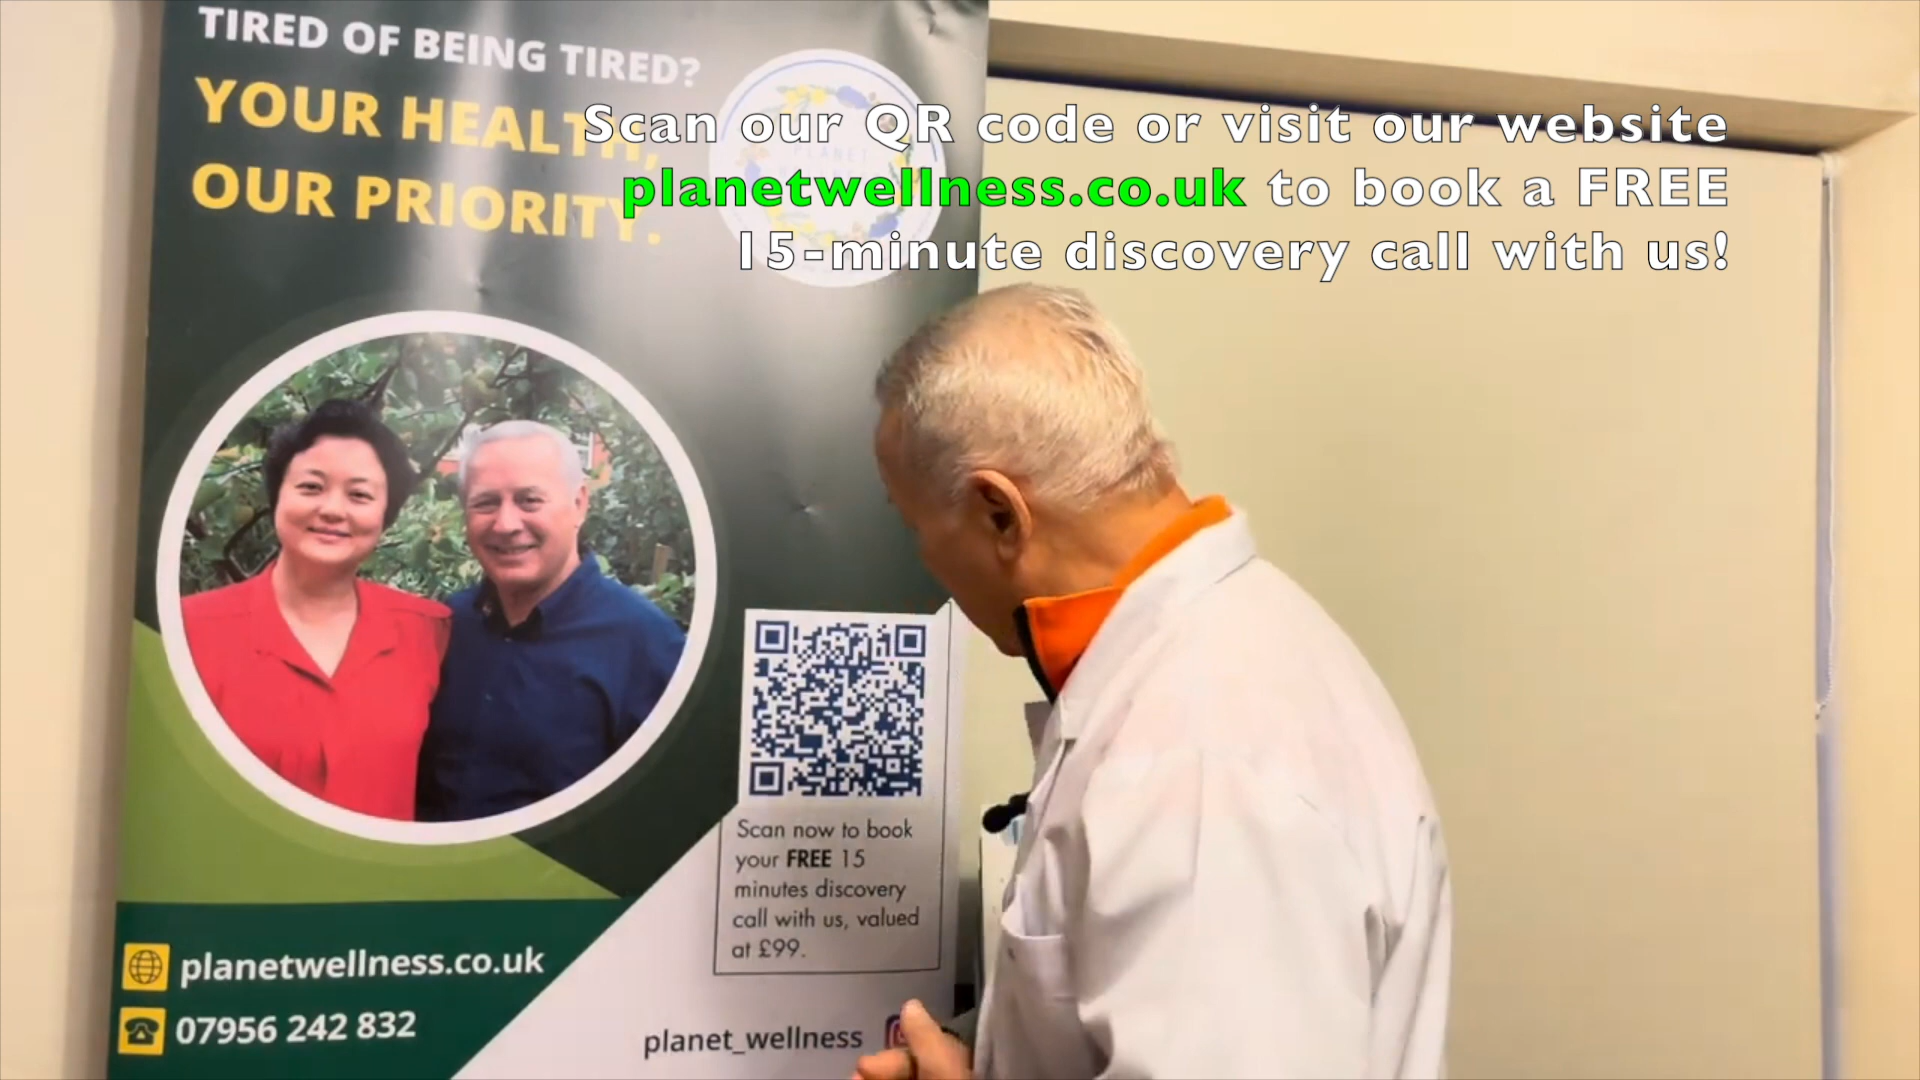 TIRED OF BEING TIRED?
YOUR HEALTH,
OUR PRIORITY.
PLANET
Scan our QR code or visit our website
planetwellness.co.uk to book a FREE
15-minute discovery call with us!
Scan now to book
your FREE 15
minutes discovery
call with us, valued
at £99.
planetwellness.co.uk
07956 242 832
planet_wellness